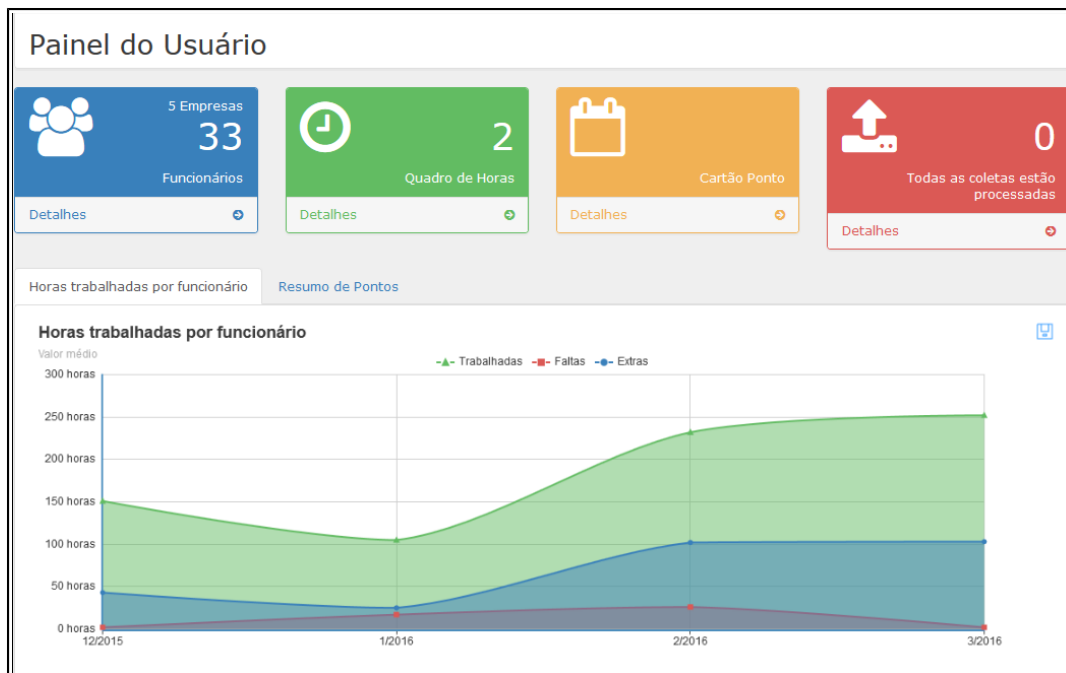 Painel do Usuário
5 Empresas
33
Funcionários
Detalhes
2
Quadro de Horas
Detalhes
Cartão Ponto
Detalhes
0
Todas as coletas estão
processadas
Detalhes
Horas trabalhadas por funcionário
Resumo de Pontos
Horas trabalhadas por funcionário
Valor médio
Trabalhadas Faltas Extras
300 horas
250 horas
200 horas
150 horas
100 horas
50 horas
0 horas
12/2015 1/2016 2/2016 3/2016